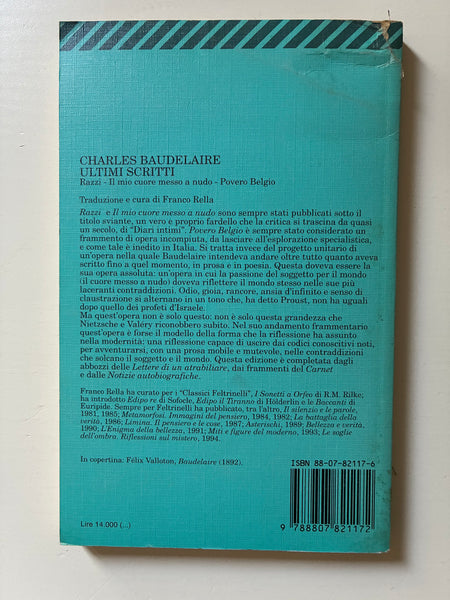 CHARLES BAUDELAIRE
ULTIMI SCRITTI
Razzi - Il mio cuore messo a nudo - Povero Belgio
Traduzione e cura di Franco Rella
Razzi e Il mio cuore messo a nudo sono sempre stati pubblicati sotto il
titolo sviante, un vero e proprio fardello che la critica si trascina da quasi
un secolo, di “Diari intimi”. Povero Belgio è sempre stato considerato un
frammento di opera incompiuta, da lasciare all'esplorazione specialistica,
e come tale è inedito in Italia. Si tratta invece del progetto unitario di
un'opera nella quale Baudelaire intendeva andare oltre tutto quanto aveva
scritto fino a quel momento, in prosa e in poesia. Questa doveva essere la
sua opera assoluta: un'opera in cui la passione del soggetto per il mondo
(il cuore messo a nudo) doveva riflettere il mondo stesso nelle sue più
laceranti contraddizioni. Odio, gioia, rancore, ansia d'infinito e senso di
claustrazione si alternano in un tono che, ha detto Proust, non ha uguali
dopo quello dei profeti d'Israele.
Ma quest'opera non è solo questo: non è solo questa grandezza che
Nietzsche e Valéry riconobbero subito. Nel suo andamento frammentario
quest'opera è forse il modello della forma che la riflessione ha assunto
nella modernità: una riflessione capace di uscire dai codici conoscitivi noti,
per avventurarsi, con una prosa mobile e mutevole, nelle contraddizioni
che solcano il soggetto e il mondo. Questa edizione è completata dagli
abbozzi delle Lettere di un atrabiliare, dai frammenti del Carnet
e dalle Notizie autobiografiche.
Franco Rella ha curato per i “Classici Feltrinelli”, I Sonetti a Orfeo di R.M. Rilke;
ha introdotto Edipo re di Sofocle, Edipo il Tiranno di Hölderlin e le Baccanti di
Euripide. Sempre per Feltrinelli ha pubblicato, tra l'altro, Il silenzio e le parole,
1981, 1985; Metamorfosi. Immagini del pensiero, 1984, 1982; La battaglia della
verità, 1986; Limina. Il pensiero e le cose, 1987; Asterischi, 1989; Bellezza e verità,
1990; L'Enigma della bellezza, 1991; Miti e figure del moderno, 1993; Le soglie
dell'ombra. Riflessioni sul mistero, 1994.
In copertina: Félix Valloton, Baudelaire (1892).
ISBN 88-07-82117-6
9 788807 821172
Lire 14.000 (...)